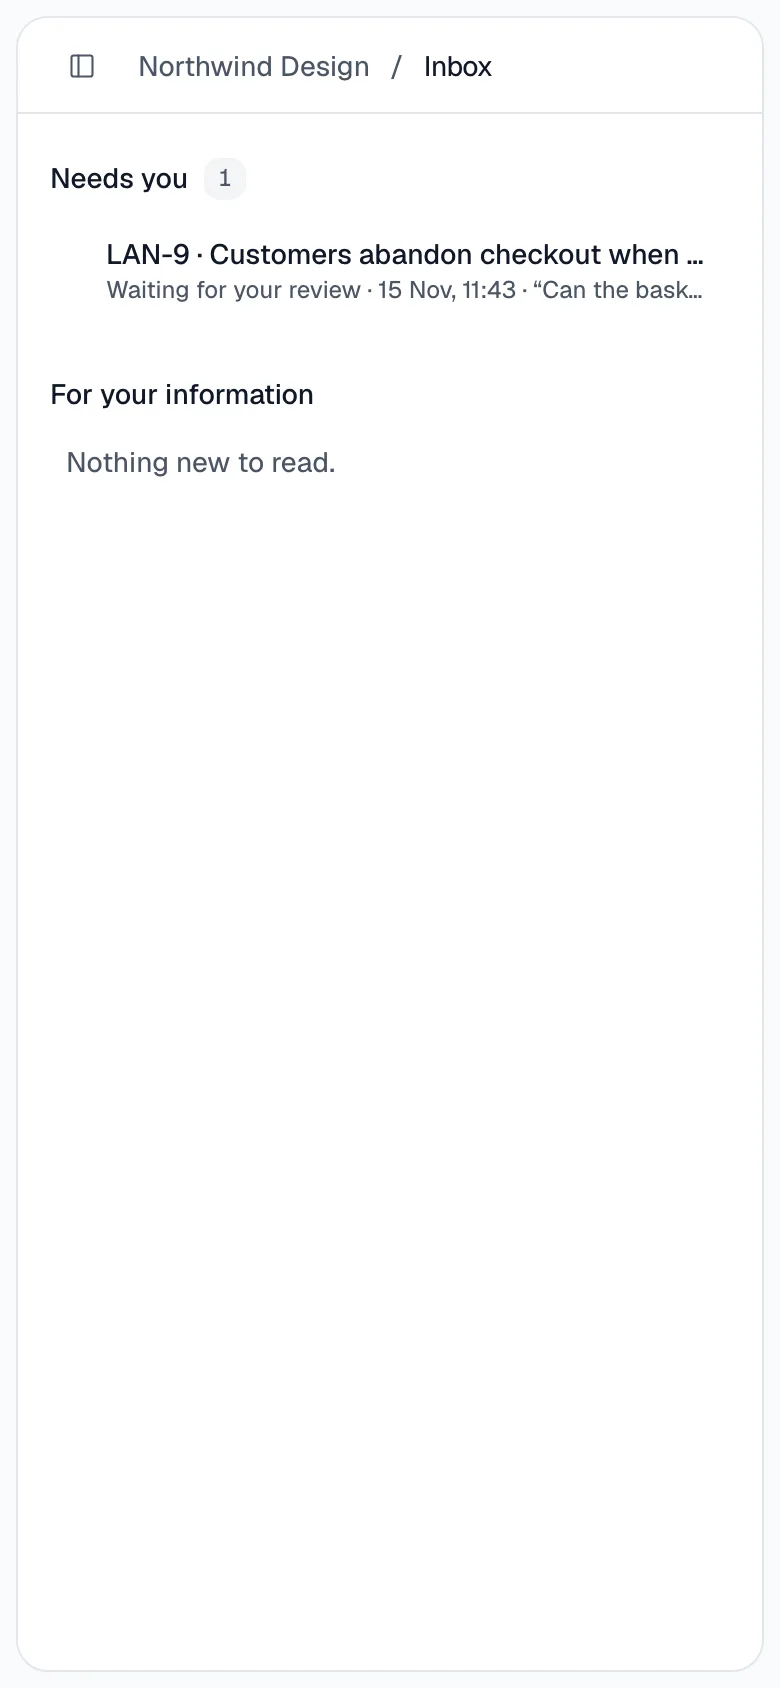 Northwind Design / Inbox
Needs you 1
LAN-9 · Customers abandon checkout when ...
Waiting for your review · 15 Nov, 11:43 · “Can the bask...
For your information
Nothing new to read.